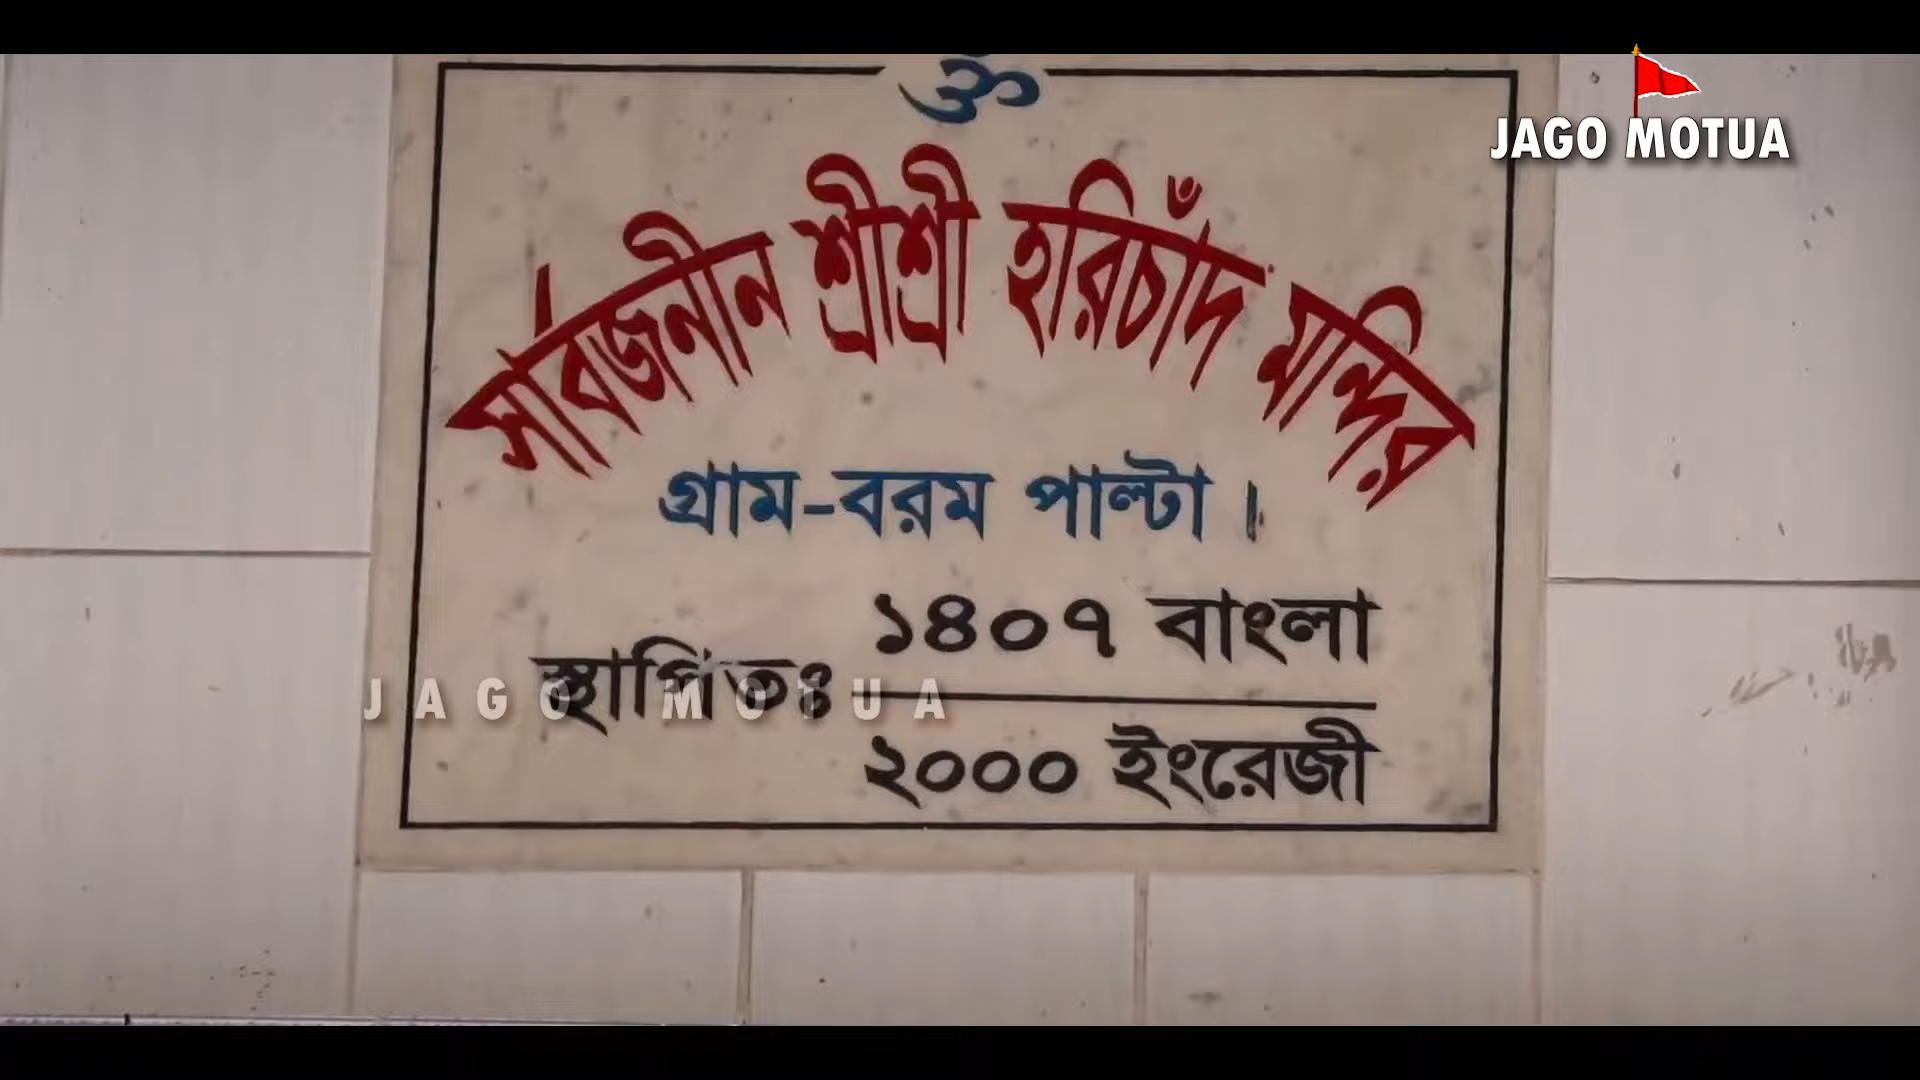 ॐ
JAGO MOTUA
সার্বজনীন শ্রীশ্রী হরিচাঁদ মন্দির
গ্রাম-বরম পাল্টা।
স্থাপিতঃ ১৪০৭ বাংলা
২০০০ ইংরেজী
JAGO MOTUA